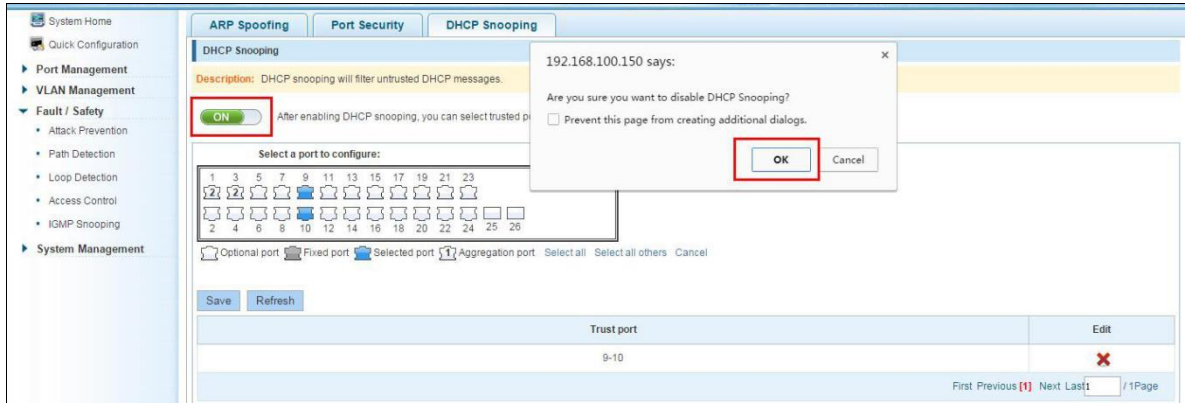 System Home
Quick Configuration
Port Management
VLAN Management
Fault / Safety
Attack Prevention
Path Detection
Loop Detection
Access Control
IGMP Snooping
System Management
ARP Spoofing Port Security DHCP Snooping
DHCP Snooping
Description: DHCP snooping will filter untrusted DHCP messages.
ON After enabling DHCP snooping, you can select trusted p
192.168.100.150 says: ×
Are you sure you want to disable DHCP Snooping?
Prevent this page from creating additional dialogs.
OK Cancel
Select a port to configure:
1 3 5 7 9 11 13 15 17 19 21 23
2 2
2 4 6 8 10 12 14 16 18 20 22 24 25 26
Optional port Fixed port Selected port 1 Aggregation port Select all Select all others Cancel
Save Refresh
Trust port Edit
9-10
First Previous [1] Next Last 1 / 1Page